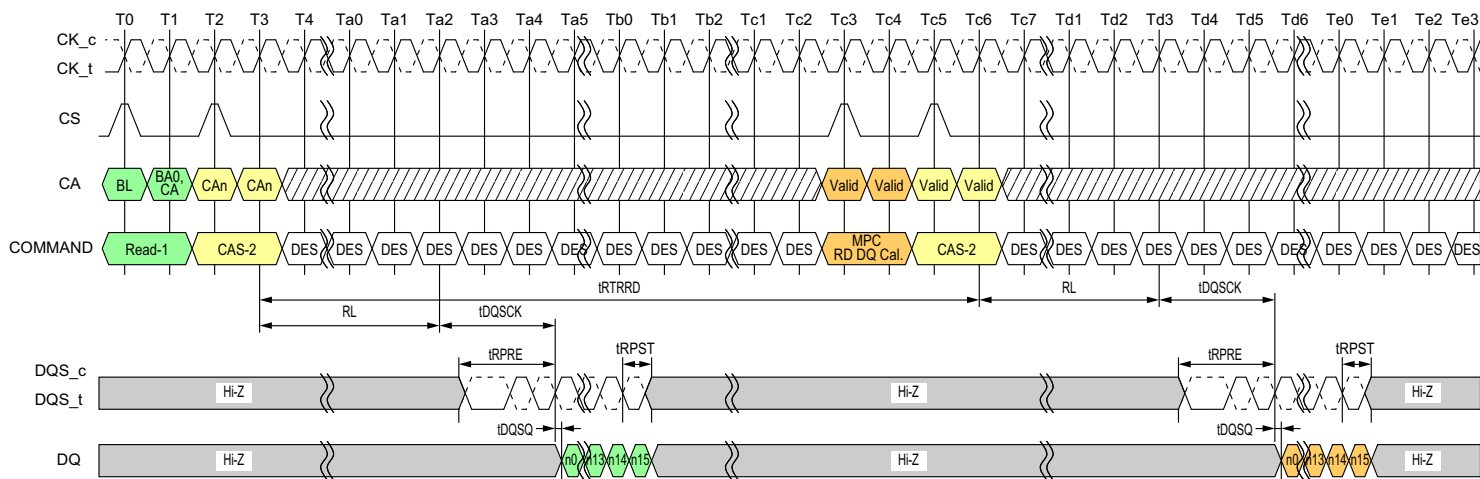 T0 T1 T2 T3 T4 Ta0 Ta1 Ta2 Ta3 Ta4 Ta5 Tb0 Tb1 Tb2 Tc1 Tc2 Tc3 Tc4 Tc5 Tc6 Tc7 Td1 Td2 Td3 Td4 Td5 Td6 Te0 Te1 Te2 Te3
CK_c
CK_t
CS
CA BL BA0, CAn CAn Valid Valid Valid Valid
CA
COMMAND Read-1 CAS-2 DES DES DES DES DES DES DES DES DES DES DES DES MPC CAS-2 DES DES DES DES DES DES DES DES DES DES DES
RD DQ Cal.
tRTRRD RL tDQSCK
RL tDQSCK
tRPRE tRPST tRPRE tRPST
DQS_c
DQS_t Hi-Z Hi-Z Hi-Z
tDQSQ tDQSQ
DQ Hi-Z n0 n13 n14 n15 Hi-Z n0 n13 n14 n15 Hi-Z